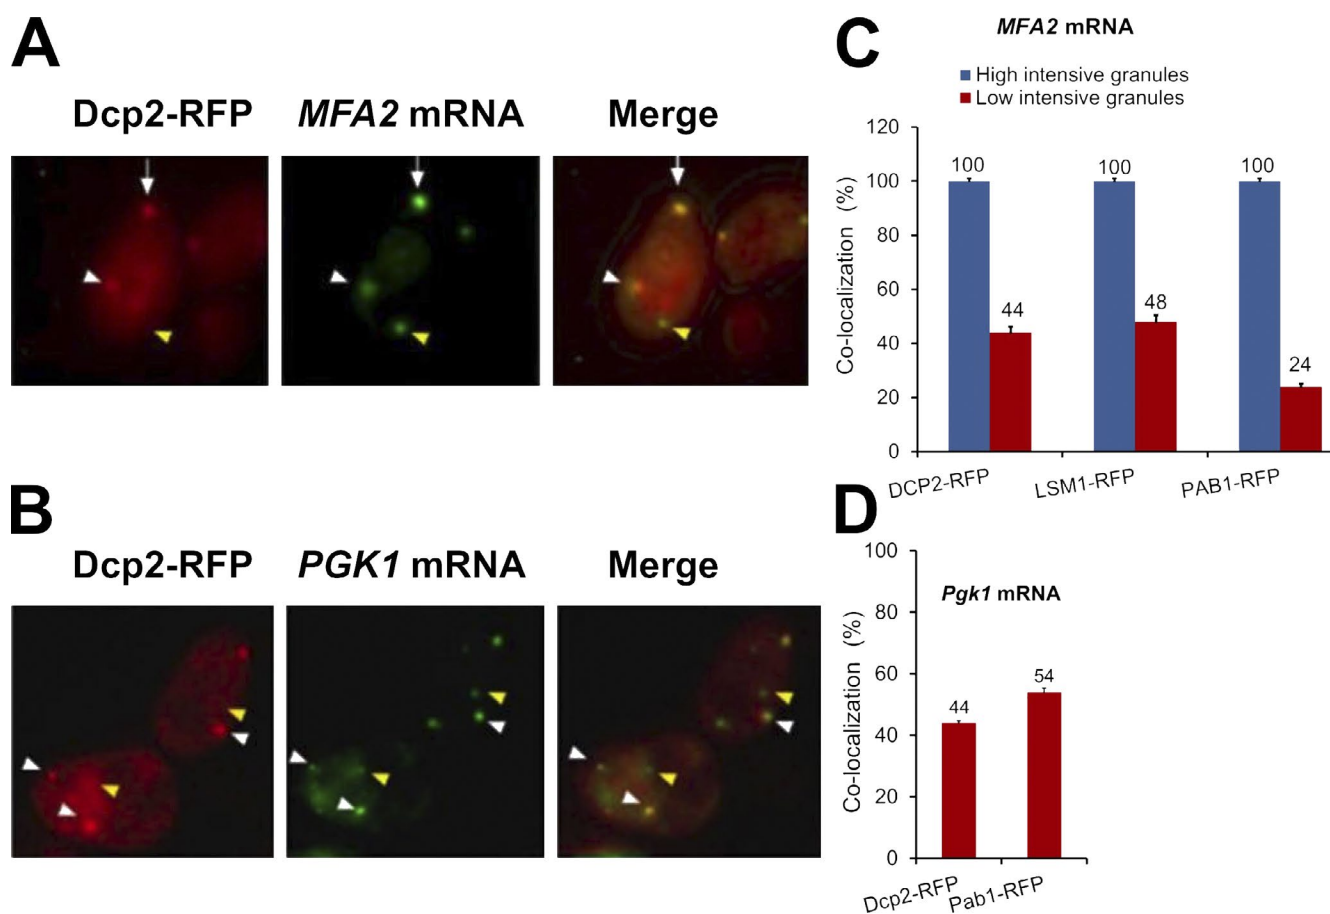 A
Dcp2-RFP MFA2 mRNA Merge
B
Dcp2-RFP PGK1 mRNA Merge
C
MFA2 mRNA
High intensive granules
Low intensive granules
Co-localization (%)
120
100
80
60
40
20
0
100
44
100
48
100
24
DCP2-RFP LSM1-RFP PAB1-RFP
D
Pgk1 mRNA
Co-localization (%)
100
80
60
40
20
0
44
54
Dcp2-RFP Pab1-RFP